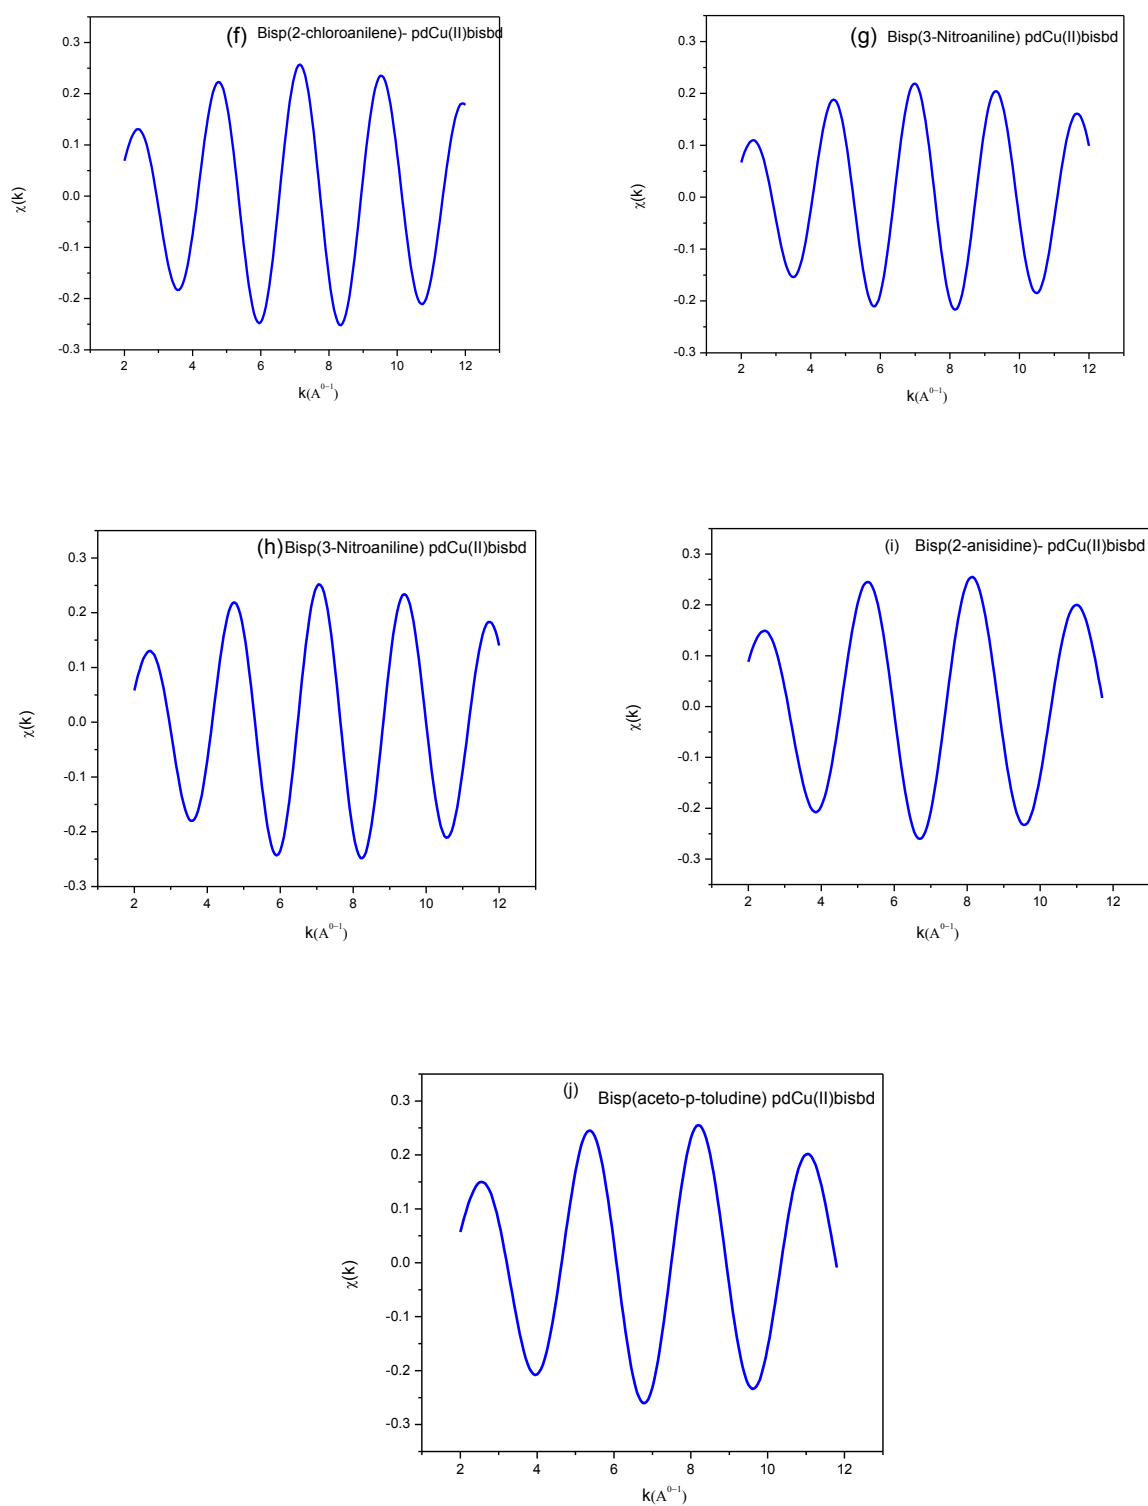 (f) Bisp(2-chloroanilene)- pdCu(II)bisbd
0.3
0.2
0.1
0.0
-0.1
-0.2
-0.3
χ(k)
2 4 6 8 10 12
k(A⁰⁻¹)
(g) Bisp(3-Nitroaniline) pdCu(II)bisbd
0.3
0.2
0.1
0.0
-0.1
-0.2
-0.3
χ(k)
2 4 6 8 10 12
k(A⁰⁻¹)
(h) Bisp(3-Nitroaniline) pdCu(II)bisbd
0.3
0.2
0.1
0.0
-0.1
-0.2
-0.3
χ(k)
2 4 6 8 10 12
k(A⁰⁻¹)
(i) Bisp(2-anisidine)- pdCu(II)bisbd
0.3
0.2
0.1
0.0
-0.1
-0.2
-0.3
χ(k)
2 4 6 8 10 12
k(A⁰⁻¹)
(j) Bisp(aceto-p-toludine) pdCu(II)bisbd
0.3
0.2
0.1
0.0
-0.1
-0.2
-0.3
χ(k)
2 4 6 8 10 12
k(A⁰⁻¹)